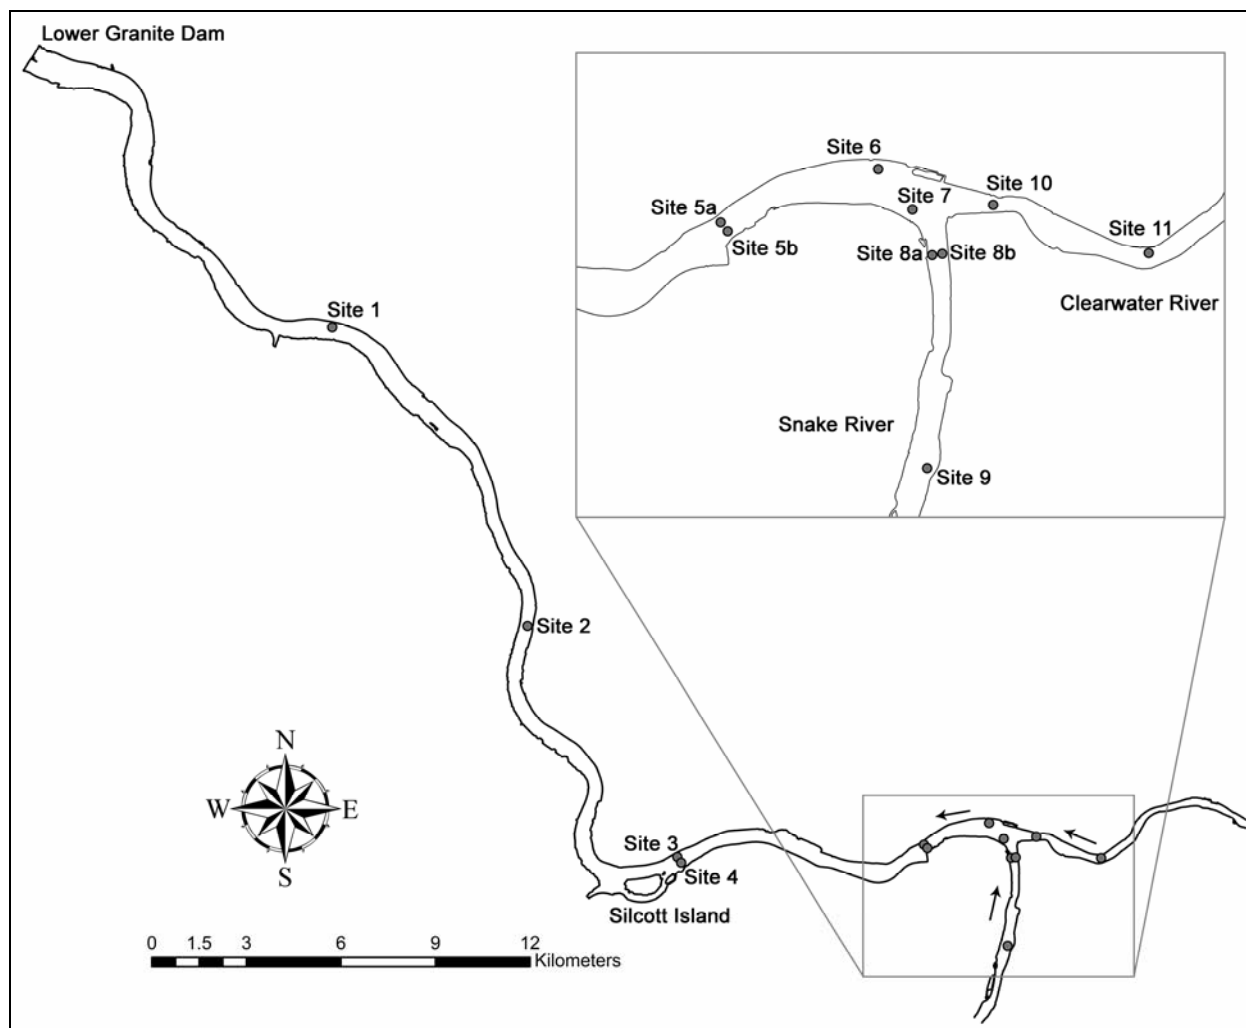 Lower Granite Dam
Site 6
Site 10
Site 7
Site 5a
Site 11
Site 5b
Site 8a
Site 8b
Clearwater River
Site 1
Snake River
Site 9
Site 2
N
W
E
S
Site 3
Site 4
Silcott Island
0 1.5 3 6 9 12
Kilometers